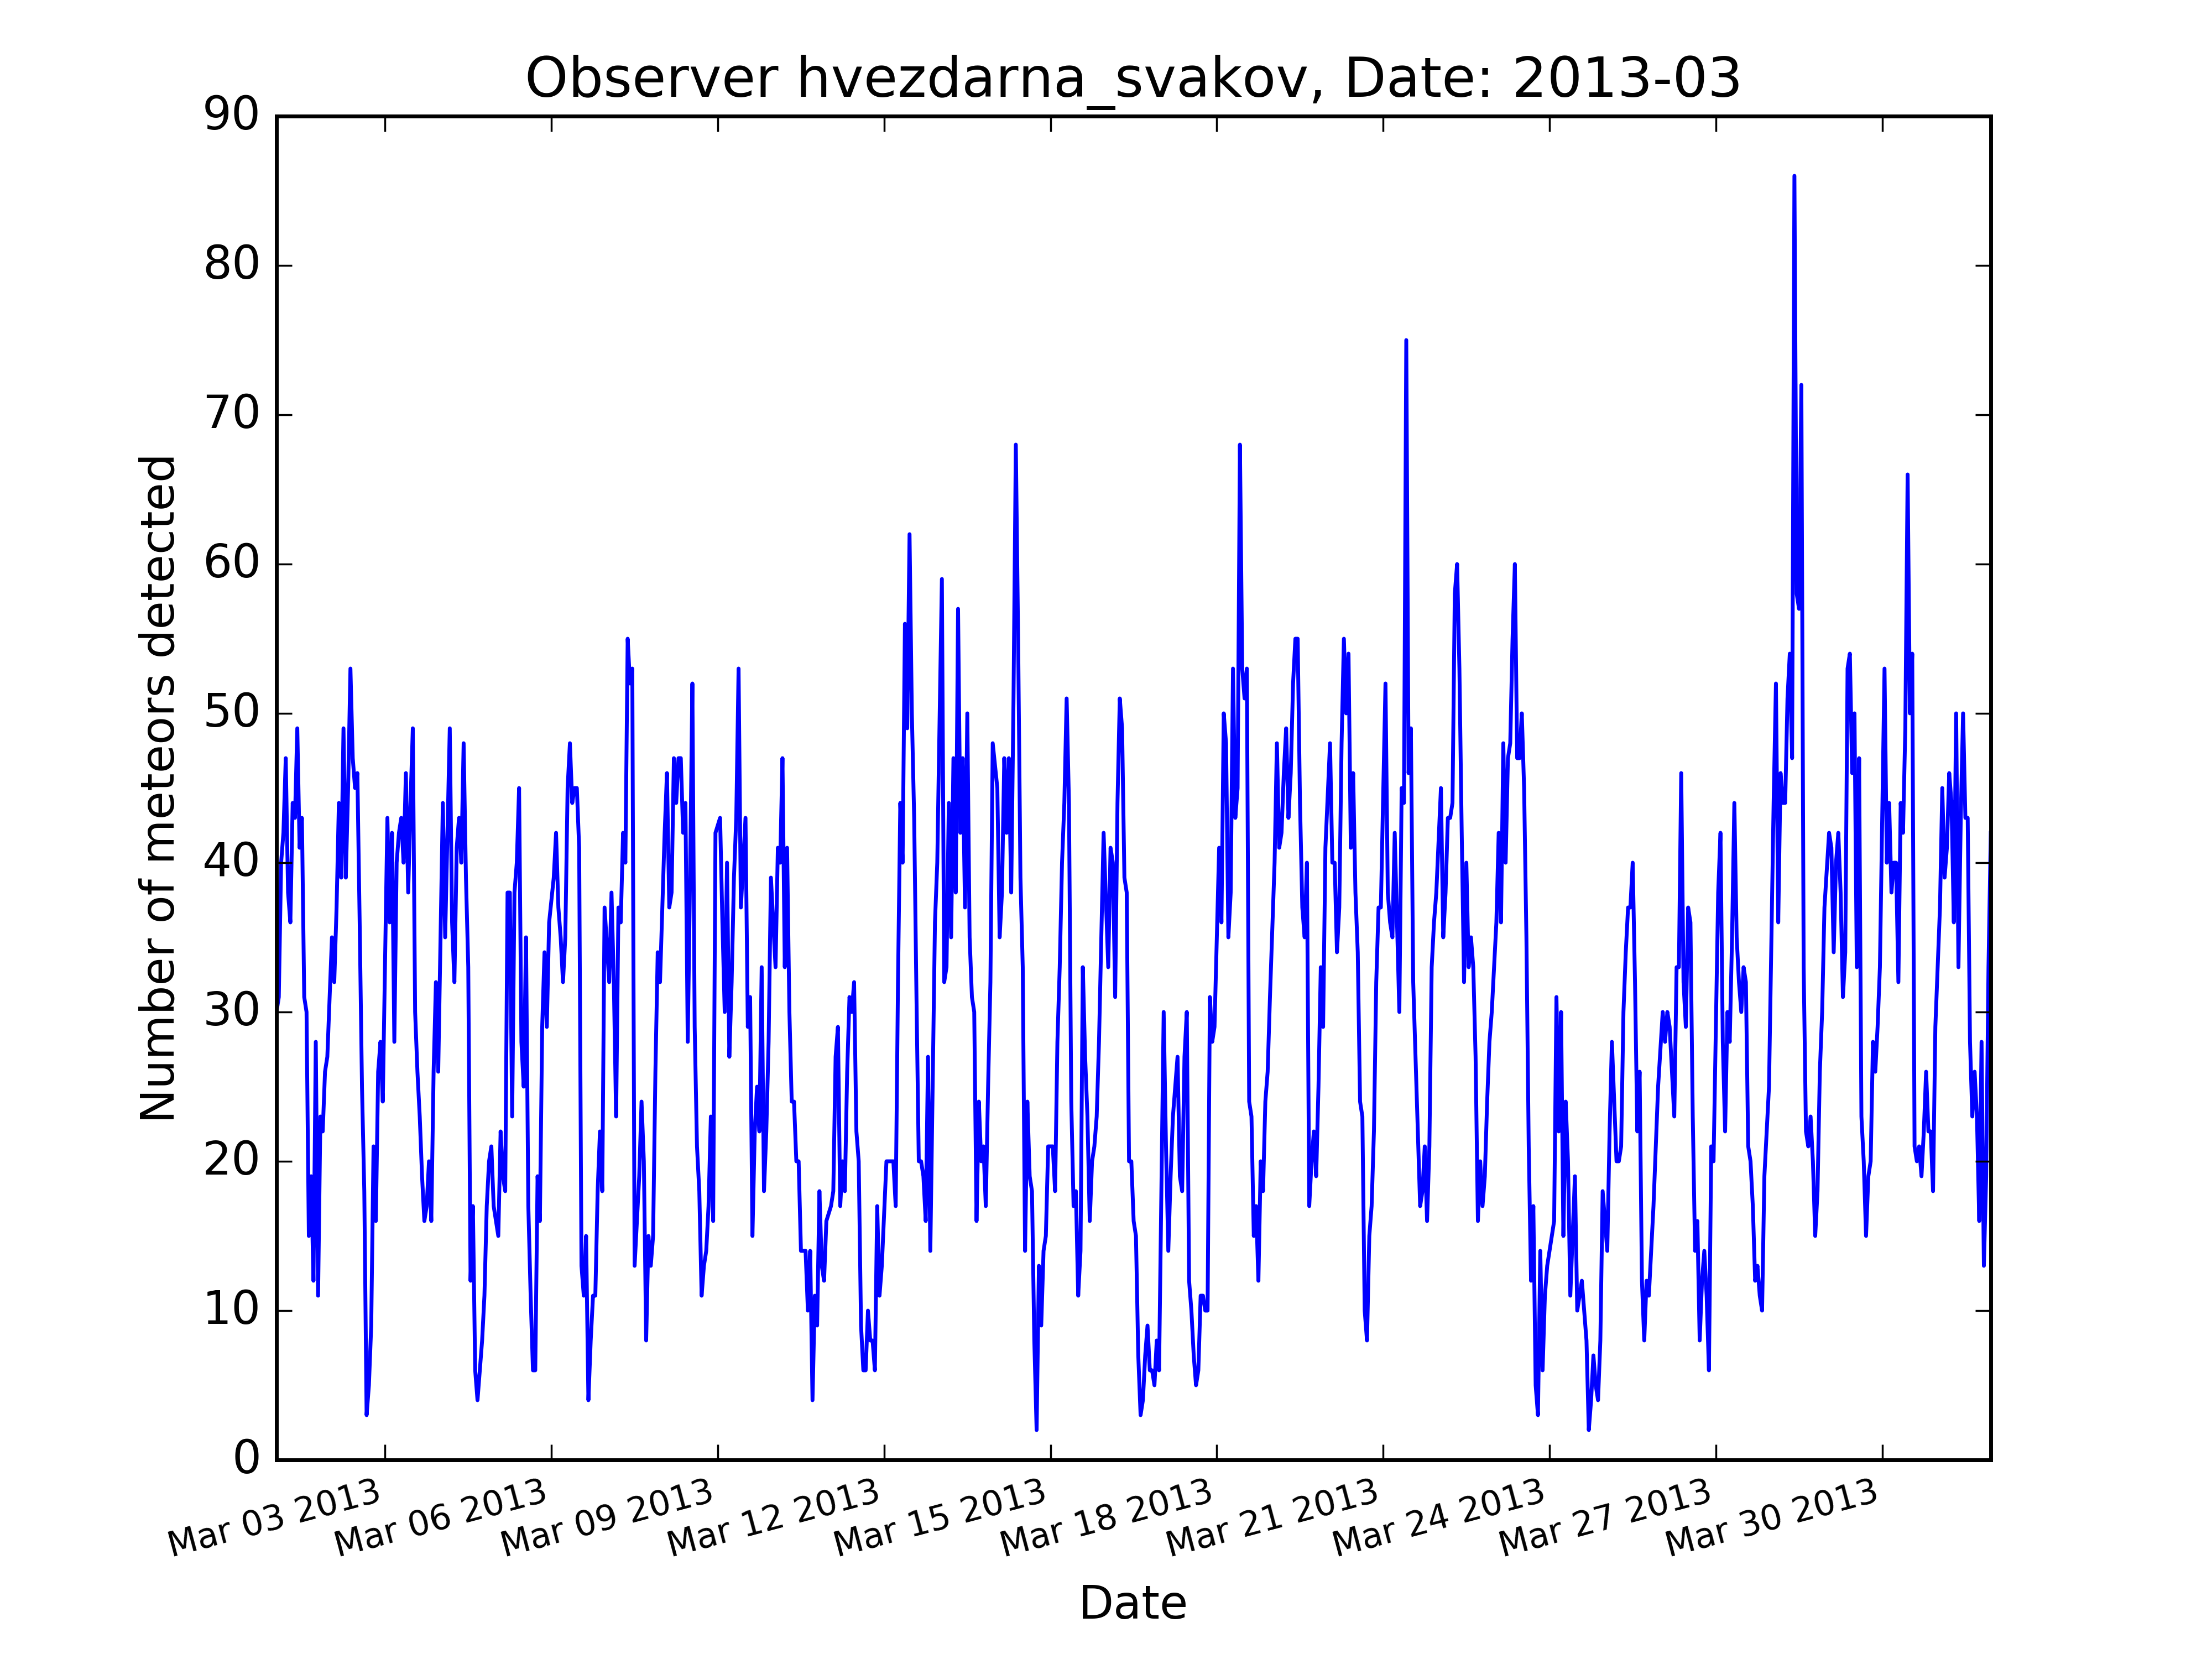 Observer hvezdarna_svakov, Date: 2013-03
Number of meteors detected
90
80
70
60
50
40
30
20
10
0
Mar 03 2013
Mar 06 2013
Mar 09 2013
Mar 12 2013
Mar 15 2013
Mar 18 2013
Mar 21 2013
Mar 24 2013
Mar 27 2013
Mar 30 2013
Date